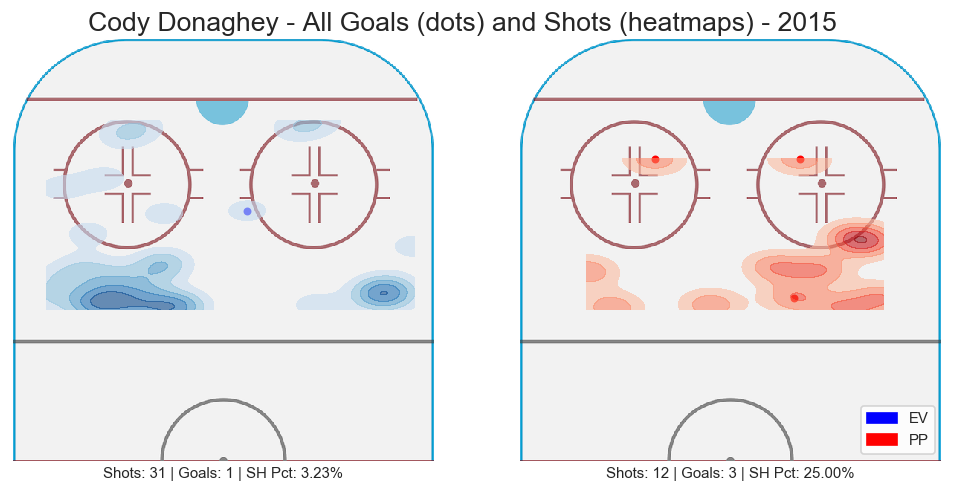 Cody Donaghey - All Goals (dots) and Shots (heatmaps) - 2015
EV
PP
Shots: 31 | Goals: 1 | SH Pct: 3.23%
Shots: 12 | Goals: 3 | SH Pct: 25.00%